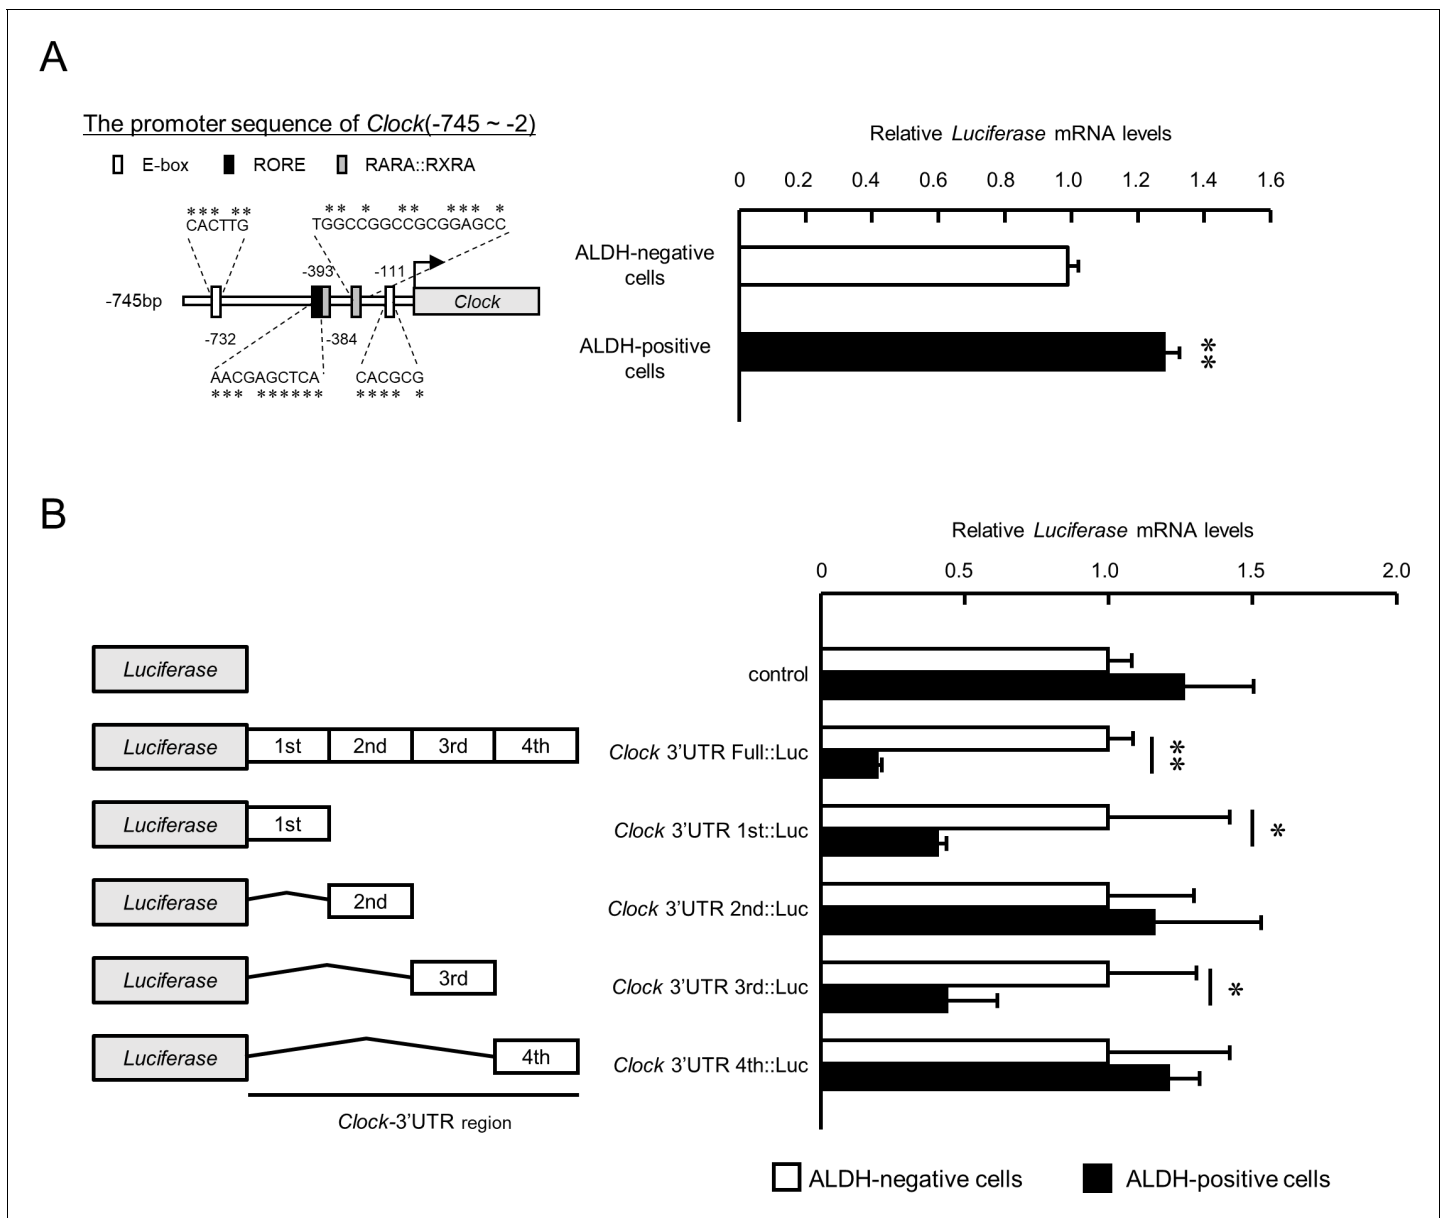 A
The promoter sequence of Clock(-745 ~ -2)
E-box RORE RARA::RXRA
*** ** ** * ** *** *
CACTTG TGGCCGGCCGCGGAGCC
-393 -111
-745bp Clock
-732 -384
AACGAGCTCA CACGCG
*** ****** **** *
Relative Luciferase mRNA levels
0 0.2 0.4 0.6 0.8 1.0 1.2 1.4 1.6
ALDH-negative
cells
ALDH-positive
cells
**
B
Relative Luciferase mRNA levels
0 0.5 1.0 1.5 2.0
Luciferase control
Luciferase 1st 2nd 3rd 4th Clock 3’UTR Full::Luc **
Luciferase 1st Clock 3’UTR 1st::Luc *
Luciferase 2nd Clock 3’UTR 2nd::Luc
Luciferase 3rd Clock 3’UTR 3rd::Luc *
Luciferase 4th Clock 3’UTR 4th::Luc
Clock-3’UTR region
ALDH-negative cells ALDH-positive cells